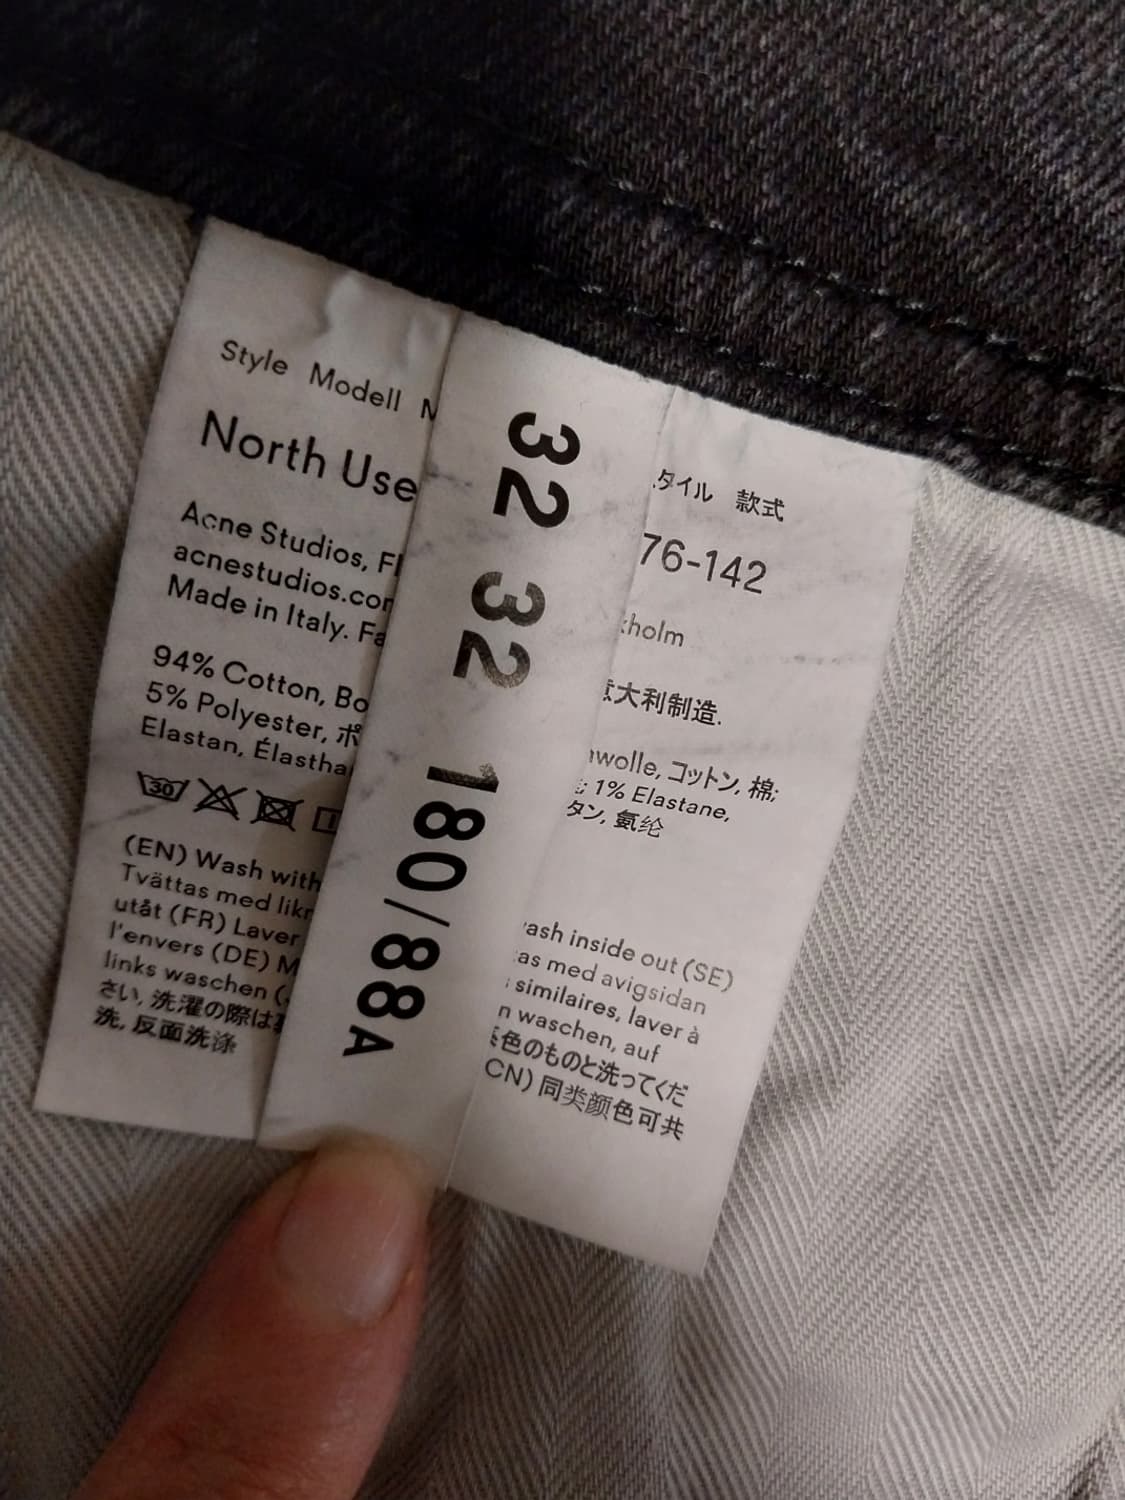 Style Modell
North Use
Acne Studios,
acnestudios.com
Made in Italy.
94% Cotton,
5% Polyester,
Elastan,
30
(EN) Wash with
Tvättas med
utåt (FR) Laver
l'envers (DE)
links waschen
さい, 洗濯の際は
洗, 反面洗涤
32 32 180/88A
タイル 款式
76-142
kholm
大利制造.
wolle, コットン, 棉;
1% Elastane,
タン, 氨纶
ash inside out (SE)
as med avigsidan
similaires, laver à
n waschen, auf
色のものと洗ってくだ
CN) 同类颜色可共